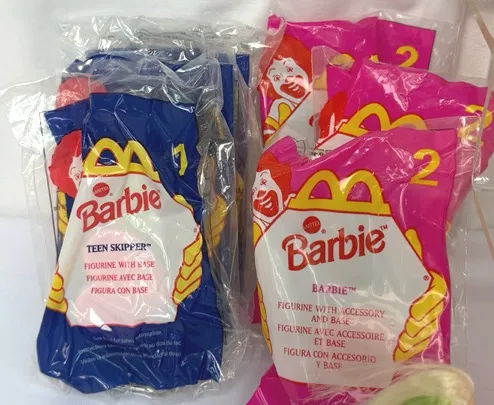 1
MATTEL
Barbie
TEEN SKIPPER™
FIGURINE WITH BASE
FIGURINE AVEC BASE
FIGURA CON BASE
2
2
MATTEL
Barbie™
BARBIE™
FIGURINE WITH ACCESSORY
AND BASE
FIGURINE AVEC ACCESSOIRE
ET BASE
FIGURA CON ACCESORIO
Y BASE